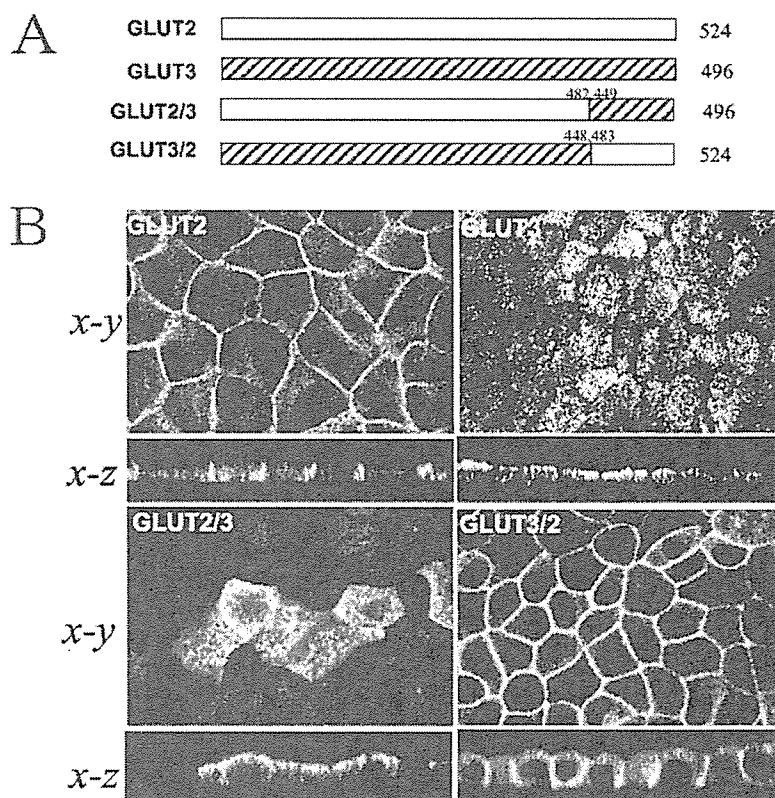 A
GLUT2 524
GLUT3 496
GLUT2/3 482,449 496
GLUT3/2 448,483 524
B
GLUT2 GLUT3
x-y
x-z
GLUT2/3 GLUT3/2
x-y
x-z